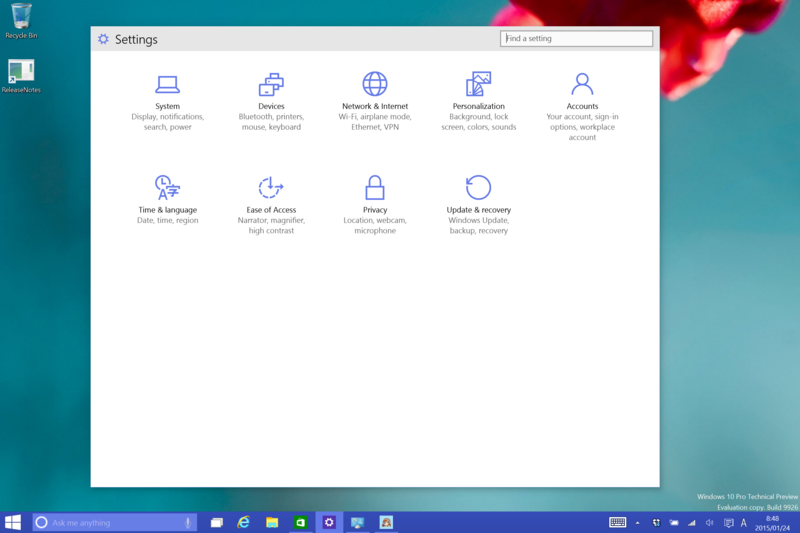 Recycle Bin
ReleaseNotes
Settings
Find a setting
System
Display, notifications,
search, power
Devices
Bluetooth, printers,
mouse, keyboard
Network & Internet
Wi-Fi, airplane mode,
Ethernet, VPN
Personalization
Background, lock
screen, colors, sounds
Accounts
Your account, sign-in
options, workplace
account
Time & language
Date, time, region
Ease of Access
Narrator, magnifier,
high contrast
Privacy
Location, webcam,
microphone
Update & recovery
Windows Update,
backup, recovery
Windows 10 Pro Technical Preview
Evaluation copy. Build 9926
Ask me anything
A
8:48
2015/01/24